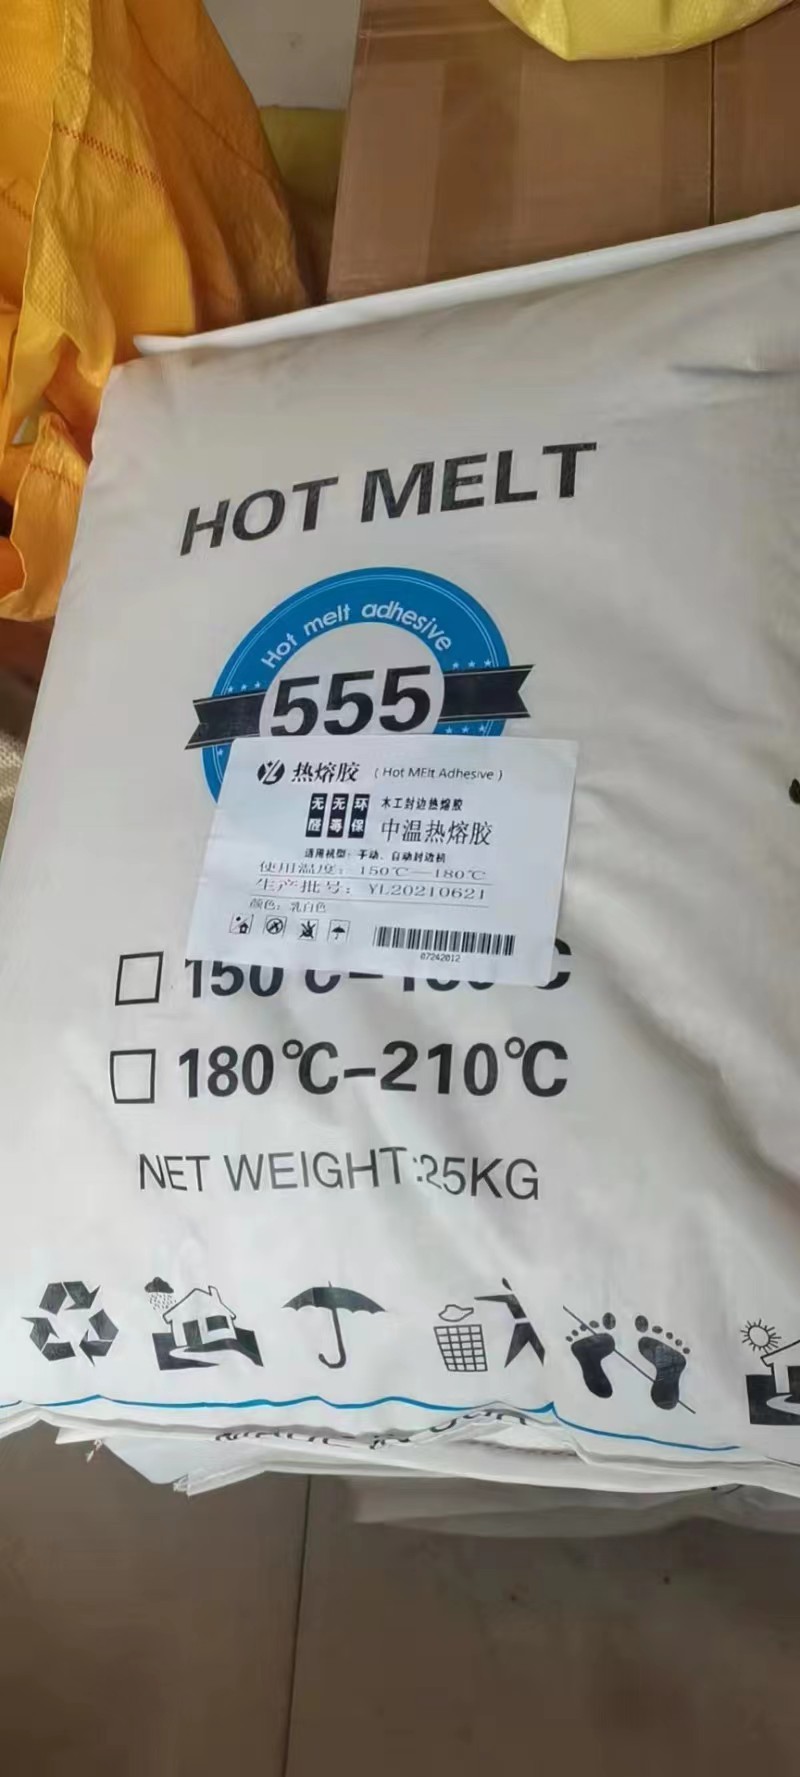 HOT MELT
Hot melt adhesive
555
热熔胶 ( Hot MElt Adhesive )
无醛 无毒 环保
木工封边热熔胶
中温热熔胶
适用机型：手动、自动封边机
使用温度：150℃—180℃
生产批号：YL20210621
颜色：乳白色
07242012
150℃-180℃
180℃-210℃
NET WEIGHT:25KG